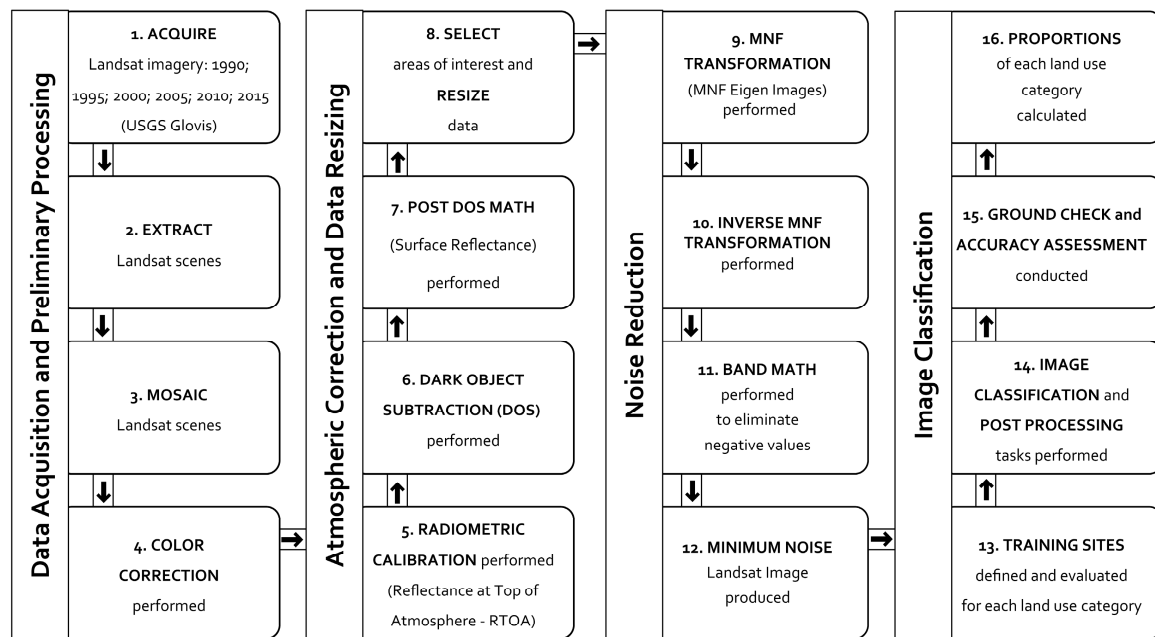 Data Acquisition and Preliminary Processing
1. ACQUIRE
Landsat imagery: 1990;
1995; 2000; 2005; 2010; 2015
(USGS Glovis)
2. EXTRACT
Landsat scenes
3. MOSAIC
Landsat scenes
4. COLOR
CORRECTION
performed
Atmospheric Correction and Data Resizing
5. RADIOMETRIC
CALIBRATION performed
(Reflectance at Top of
Atmosphere - RTOA)
6. DARK OBJECT
SUBTRACTION (DOS)
performed
7. POST DOS MATH
(Surface Reflectance)
performed
8. SELECT
areas of interest and
RESIZE
data
Noise Reduction
9. MNF
TRANSFORMATION
(MNF Eigen Images)
performed
10. INVERSE MNF
TRANSFORMATION
performed
11. BAND MATH
performed
to eliminate
negative values
12. MINIMUM NOISE
Landsat Image
produced
Image Classification
13. TRAINING SITES
defined and evaluated
for each land use category
14. IMAGE
CLASSIFICATION and
POST PROCESSING
tasks performed
15. GROUND CHECK and
ACCURACY ASSESSMENT
conducted
16. PROPORTIONS
of each land use
category
calculated